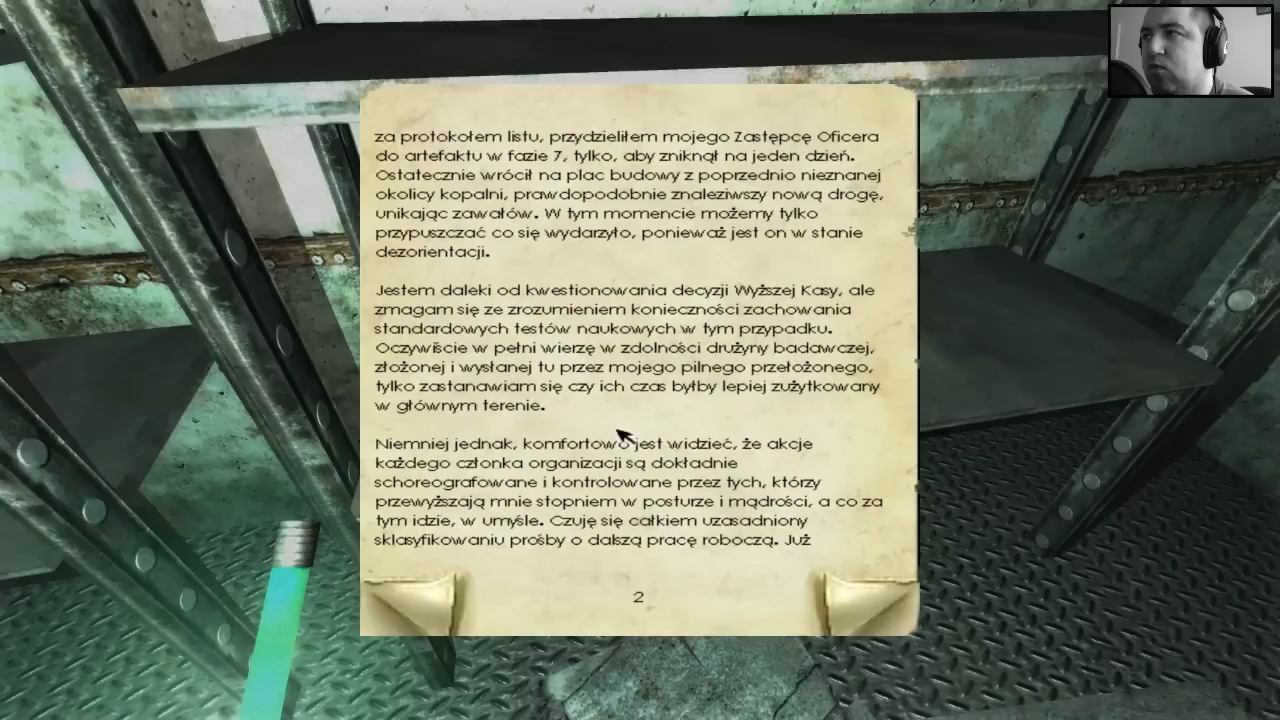 za protokołem listu, przydzieliłem mojego Zastępcę Oficera
do artefaktu w fazie 7, tylko, aby zniknął na jeden dzień.
Ostatecznie wrócił na plac budowy z poprzednio nieznanej
okolicy kopalni, prawdopodobnie znaleziwszy nową drogę,
unikając zawałów. W tym momencie możemy tylko
przypuszczać co się wydarzyło, ponieważ jest on w stanie
dezorientacji.
Jestem daleki od kwestionowania decyzji Wyższej Kasy, ale
zmagam się ze zrozumieniem konieczności zachowania
standardowych testów naukowych w tym przypadku.
Oczywiście w pełni wierzę w zdolności drużyny badawczej,
złożonej i wysłanej tu przez mojego pilnego przełożonego,
tylko zastanawiam się czy ich czas byłby lepiej zużytkowany
w głównym terenie.
Niemniej jednak, komfortowo jest widzieć, że akcje
każdego członka organizacji są dokładnie
schoreografowane i kontrolowane przez tych, którzy
przewyższają mnie stopniem w posturze i mądrości, a co za
tym idzie, w umyśle. Czuję się całkiem uzasadniony
sklasyfikowaniu prośby o dalszą pracę roboczą. Już
2